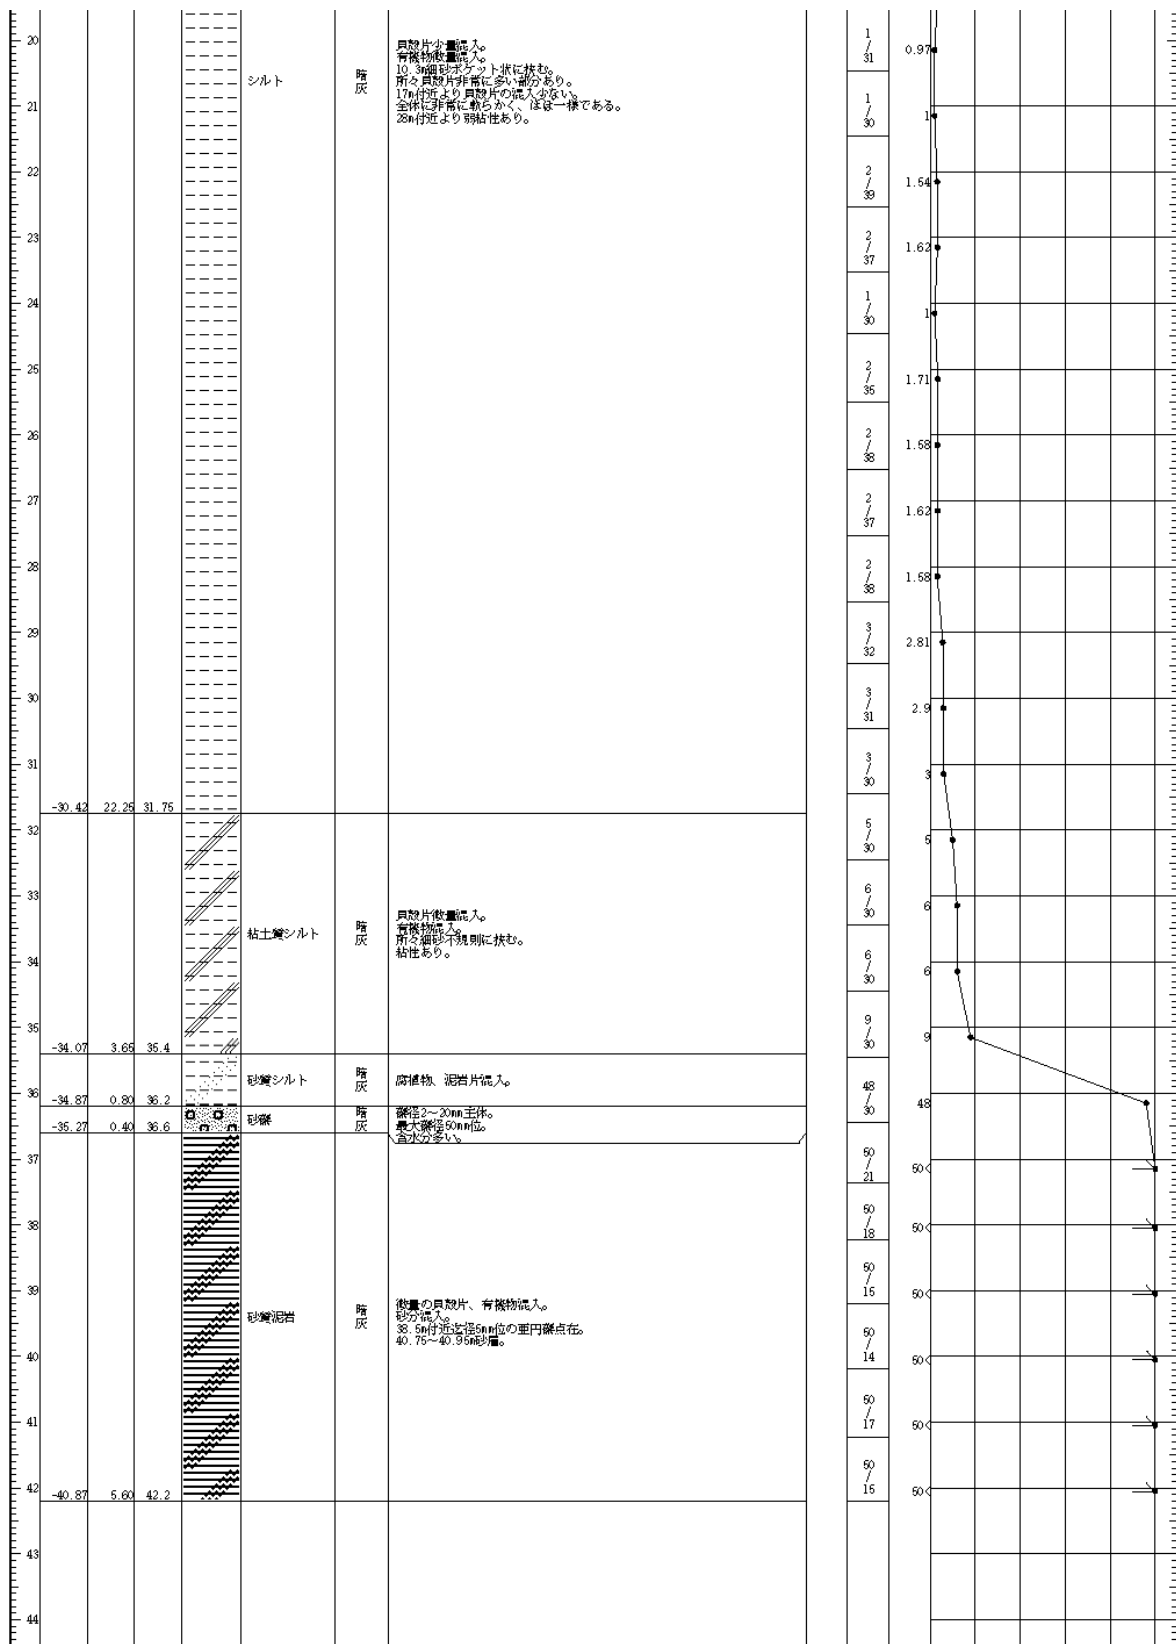 20
21
22
23
24
25
26
27
28
29
30
31
32
33
34
35
36
37
38
39
40
41
42
43
44
-30.42 22.25 31.75
シルト
暗灰
貝殻片少量混入。
有機物微量混入。
10.3m細砂ポケット状に挟む。
所々貝殻片非常に多い部分あり。
17m付近より貝殻片の混入少ない。
全体に非常に軟らかく、ほぼ一様である。
28m付近より弱粘性あり。
-34.07 3.65 35.4
粘土質シルト
暗灰
貝殻片微量混入。
有機物混入。
所々細砂不規則に挟む。
粘性あり。
-34.87 0.80 36.2
砂質シルト
暗灰
腐植物、泥岩片混入。
-35.27 0.40 36.6
砂礫
暗灰
礫径2～20mm主体。
最大礫径60mm位。
含水分多い。
-40.87 5.60 42.2
砂質泥岩
暗灰
微量の貝殻片、有機物混入。
砂分混入。
38.5m付近迄径5mm位の亜円礫点在。
40.75～40.95m砂層。
1/31 0.97
1/30 1
2/39 1.54
2/37 1.62
1/30 1
2/35 1.71
2/38 1.58
2/37 1.62
2/38 1.58
3/32 2.81
3/31 2.9
3/30 3
5/30 5
6/30 6
6/30 6
9/30 9
48/30 48
50/21 50<
50/18 50<
50/15 50<
50/14 50<
50/17 50<
50/15 50<